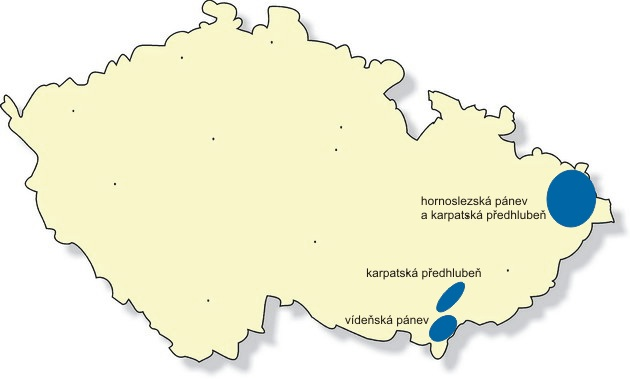 hornoslezská pánev
a karpatská předhlubeň
karpatská předhlubeň
vídeňská pánev